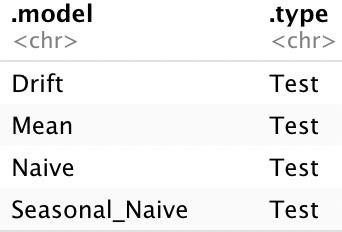 .model .type
<chr> <chr>
Drift Test
Mean Test
Naive Test
Seasonal_Naive Test